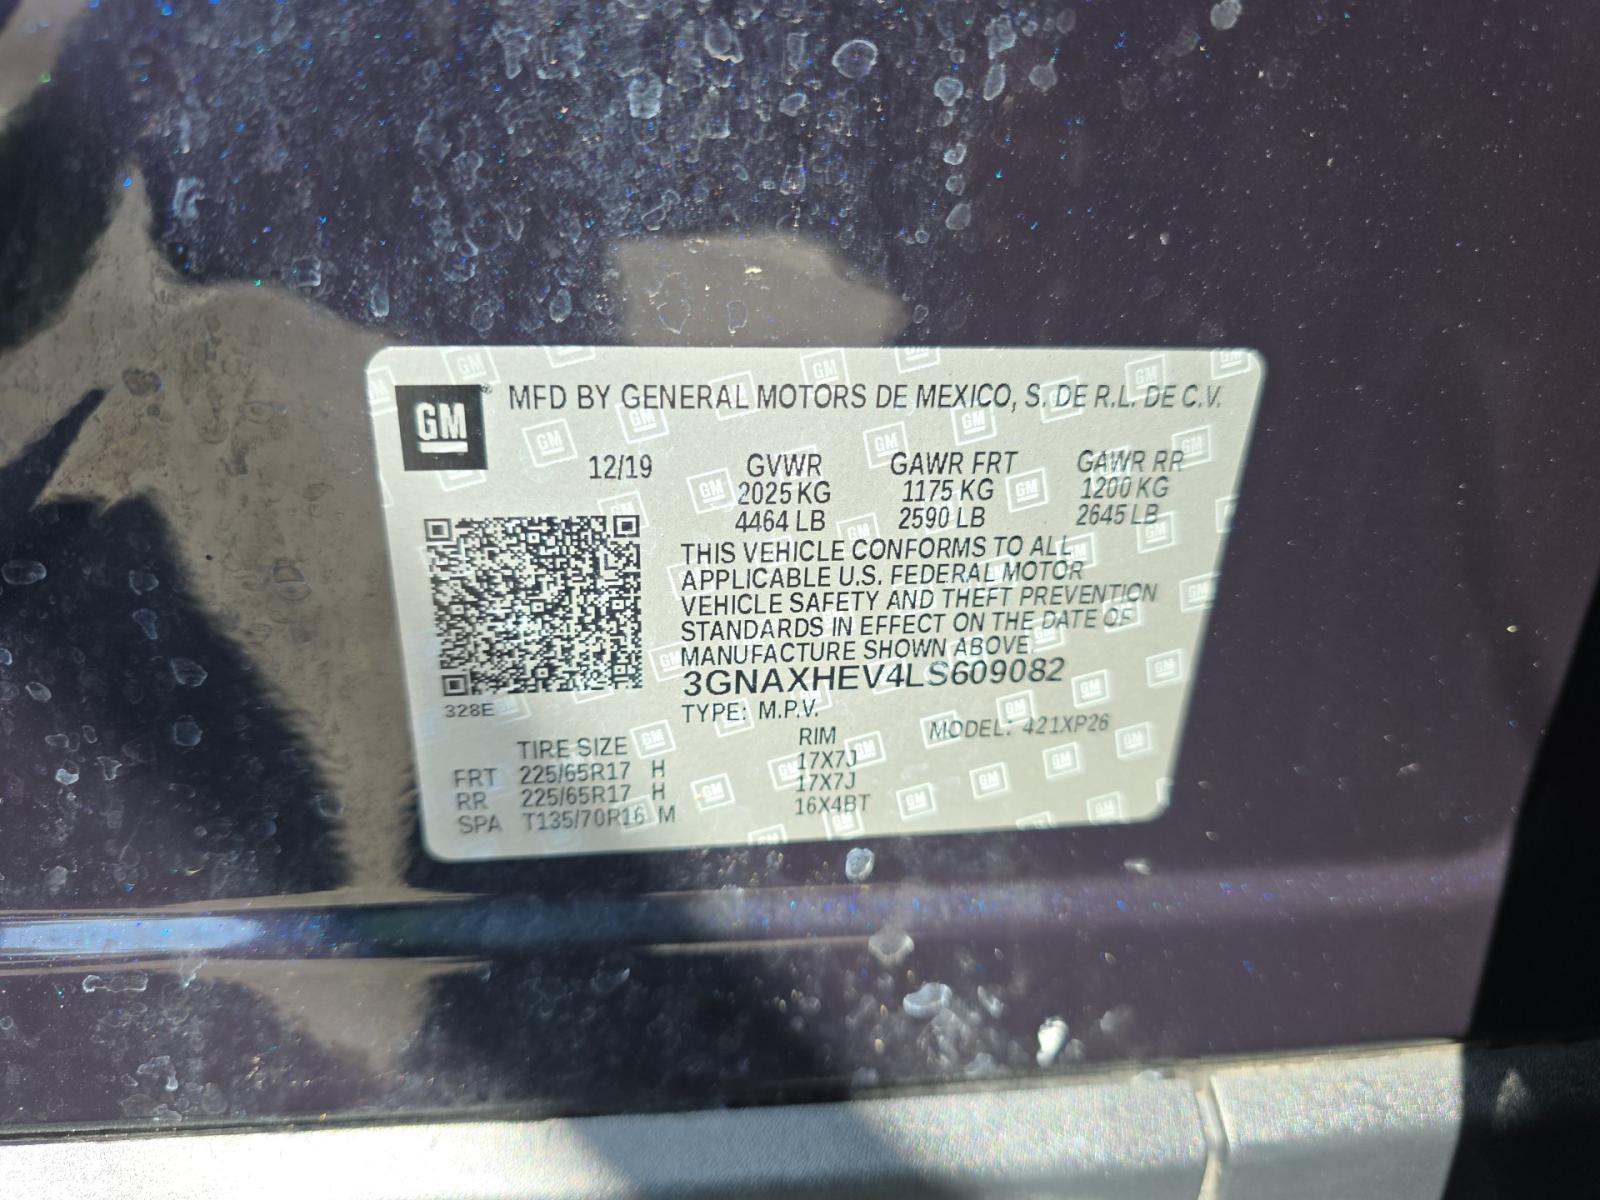 GM
MFD BY GENERAL MOTORS DE MEXICO, S. DE R.L. DE C.V.
12/19 GVWR GAWR FRT GAWR RR
2025 KG 1175 KG 1200 KG
4464 LB 2590 LB 2645 LB
THIS VEHICLE CONFORMS TO ALL
APPLICABLE U.S. FEDERAL MOTOR
VEHICLE SAFETY AND THEFT PREVENTION
STANDARDS IN EFFECT ON THE DATE OF
MANUFACTURE SHOWN ABOVE.
3GNAXHEV4LS609082
328E
TYPE: M.P.V. MODEL: 421XP26
TIRE SIZE RIM
FRT 225/65R17 H 17X7J
RR 225/65R17 H 17X7J
SPA T135/70R16 M 16X4BT